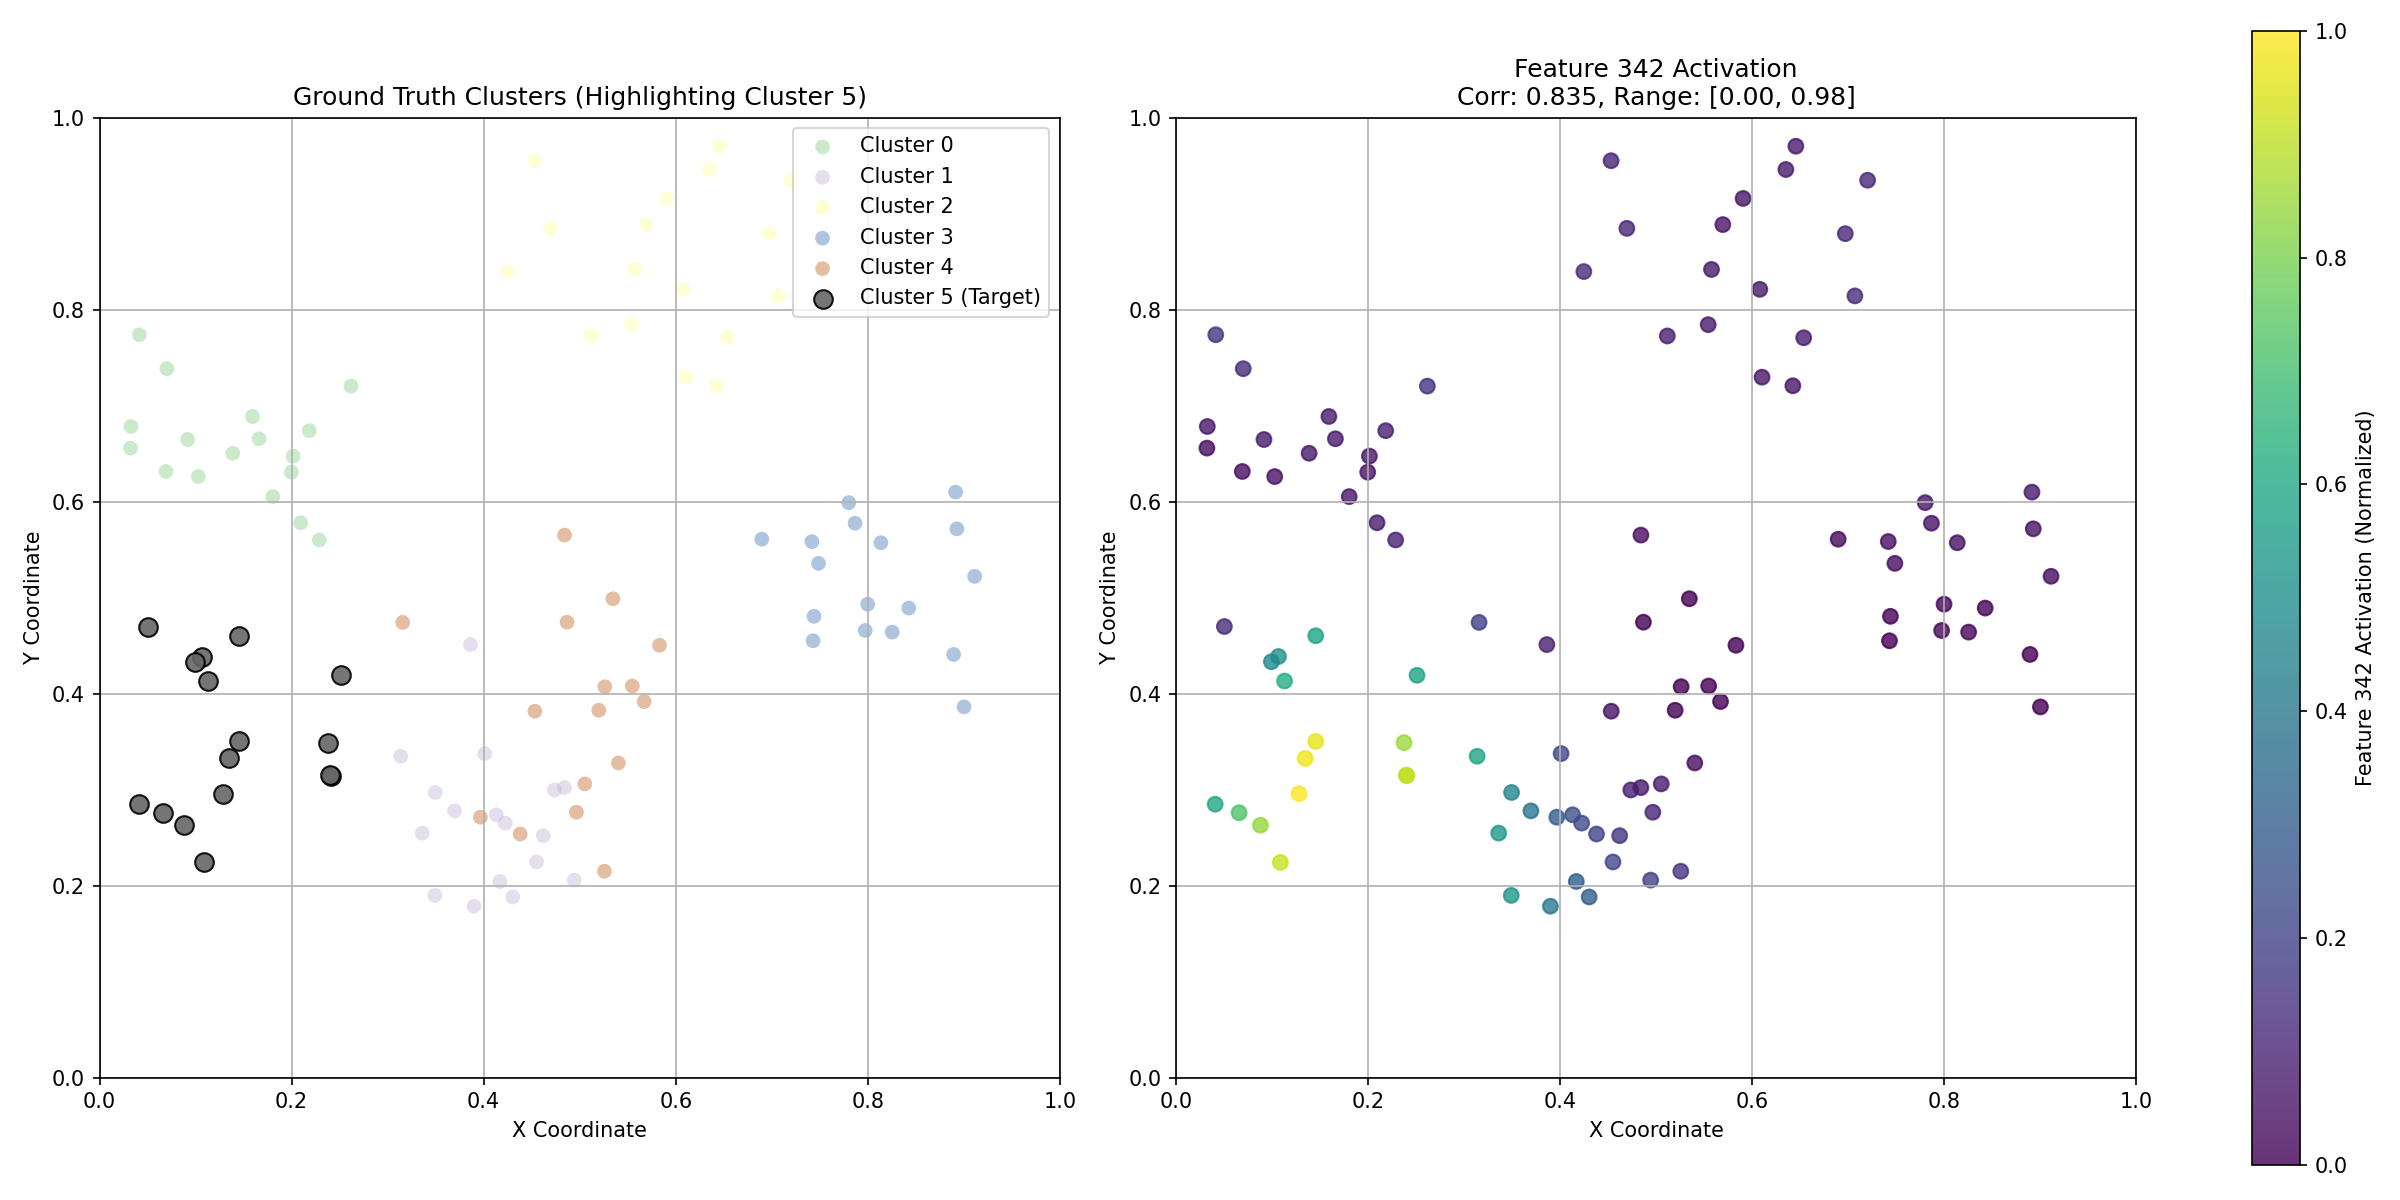 Ground Truth Clusters (Highlighting Cluster 5)
1.0
0.8
0.6
0.4
0.2
0.0
Y Coordinate
0.0 0.2 0.4 0.6 0.8 1.0
X Coordinate
Cluster 0
Cluster 1
Cluster 2
Cluster 3
Cluster 4
Cluster 5 (Target)
Feature 342 Activation
Corr: 0.835, Range: [0.00, 0.98]
1.0
0.8
0.6
0.4
0.2
0.0
Y Coordinate
0.0 0.2 0.4 0.6 0.8 1.0
X Coordinate
1.0
0.8
0.6
0.4
0.2
0.0
Feature 342 Activation (Normalized)